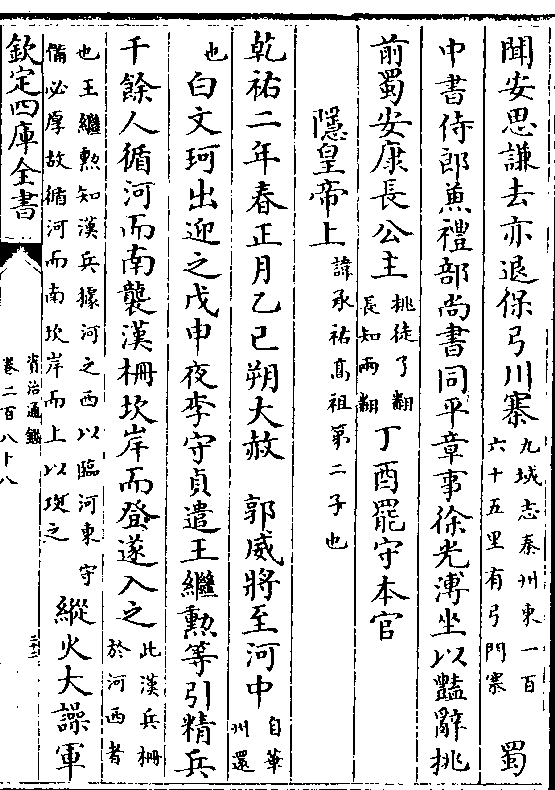 聞安思謙去亦退保弓川寨九域志秦州東一百六十五里有弓門寨 蜀
中書侍郎兼禮部尚書同平章事徐光溥坐以豔辭挑
前蜀安康長公主挑徒了翻長知兩翻丁酉罷守本官
隱皇帝上諱承祐高祖第二子也
乾祐二年春正月乙巳朔大赦 郭威將至河中自華州還
也白文珂出迎之戊申夜李守貞遣王繼勲等引精兵
千餘人循河而南襲漢柵坎岸而登遂入之此漢兵柵於河西者
也王繼勲知漢兵據河之西以臨河東守備必厚故循河而南坎岸而上以攻之縱火大譟軍
欽定四庫全書
資治通鑑
卷二百八十八